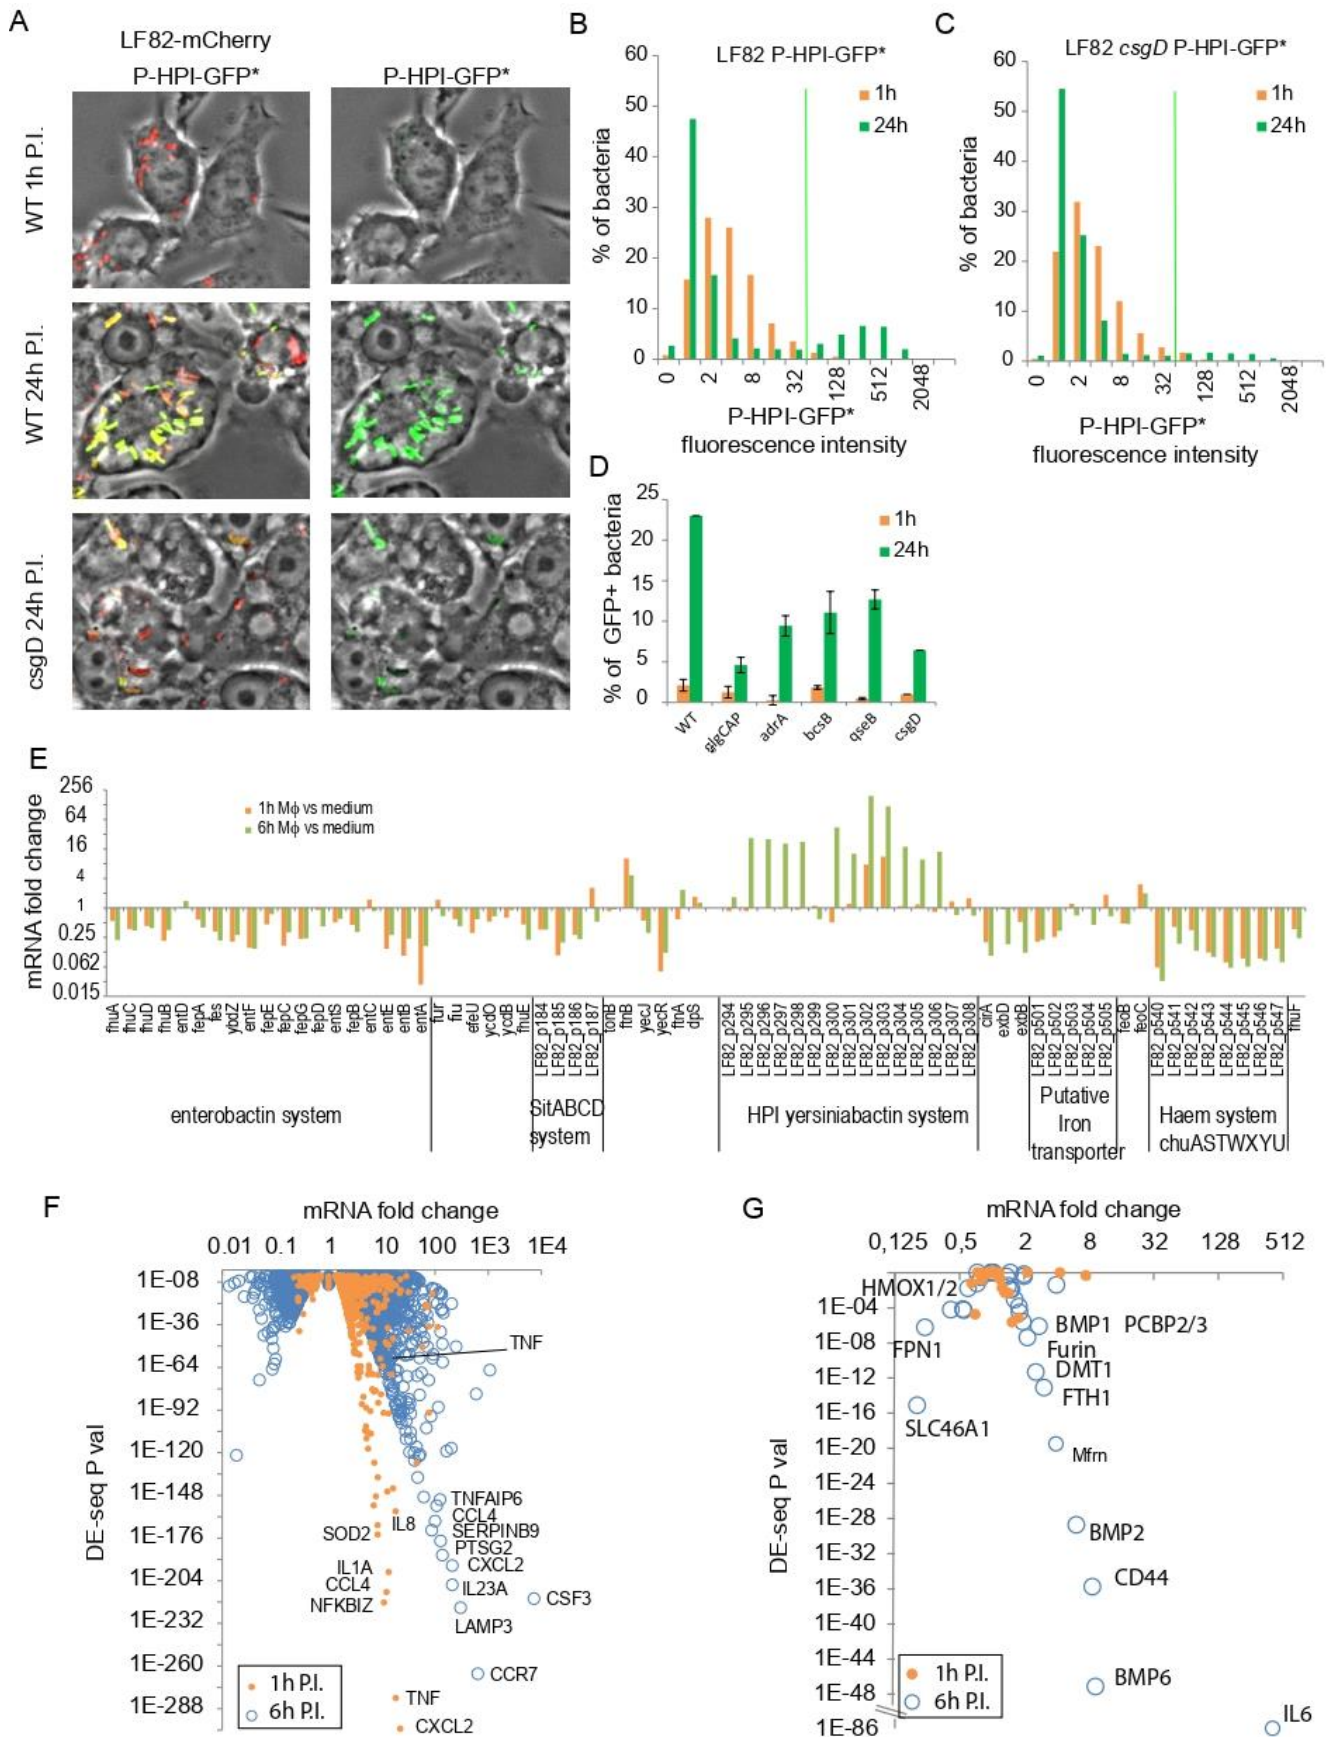 A
LF82-mCherry
P-HPI-GFP*
P-HPI-GFP*
WT 1h P.I.
WT 24h P.I.
csgD 24h P.I.
B
LF82 P-HPI-GFP*
1h
24h
% of bacteria
60
50
40
30
20
10
0
0 2 8 32 128 512 2048
P-HPI-GFP*
fluorescence intensity
C
LF82 csgD P-HPI-GFP*
1h
24h
% of bacteria
60
50
40
30
20
10
0
0 2 8 32 128 512 2048
P-HPI-GFP*
fluorescence intensity
D
% of GFP+ bacteria
25
20
15
10
5
0
1h
24h
WT glgCAP adrA bcsB qseB csgD
E
mRNA fold change
256
64
16
4
1
0.25
0.062
0.015
1h Mϕ vs medium
6h Mϕ vs medium
fhuA fhuC fhuD fhuB entD fepA fes ybdZ entF fepE fepC fepG fepD entS fepB entC entE entB entA fur fiu efeU ycdO ycdB fhuE LF82_p184 LF82_p185 LF82_p186 LF82_p187 tonB ftnB yecJ yecR ftnA dpS LF82_p294 LF82_p295 LF82_p296 LF82_p297 LF82_p298 LF82_p299 LF82_p300 LF82_p301 LF82_p302 LF82_p303 LF82_p304 LF82_p305 LF82_p306 LF82_p307 LF82_p308 cirA exbD exbB LF82_p501 LF82_p502 LF82_p503 LF82_p504 LF82_p505 feoB feoC LF82_p540 LF82_p541 LF82_p542 LF82_p543 LF82_p544 LF82_p545 LF82_p546 LF82_p547 fhuF
enterobactin system
SitABCD
system
HPI yersiniabactin system
Putative
Iron
transporter
Haem system
chuASTWXYU
F
mRNA fold change
0.01 0.1 1 10 100 1E3 1E4
DE-seq P val
1E-08
1E-36
1E-64
1E-92
1E-120
1E-148
1E-176
1E-204
1E-232
1E-260
1E-288
TNF
TNFAIP6
CCL4
IL8
SERPINB9
SOD2
PTSG2
CXCL2
IL1A
CCL4
IL23A
NFKBIZ
CSF3
LAMP3
CCR7
TNF
CXCL2
1h P.I.
6h P.I.
G
mRNA fold change
0,125 0,5 2 8 32 128 512
DE-seq P val
1E-04
1E-08
1E-12
1E-16
1E-20
1E-24
1E-28
1E-32
1E-36
1E-40
1E-44
1E-48
1E-86
HMOX1/2
BMP1 PCBP2/3
FPN1
Furin
DMT1
FTH1
SLC46A1
Mfrn
BMP2
CD44
BMP6
IL6
1h P.I.
6h P.I.